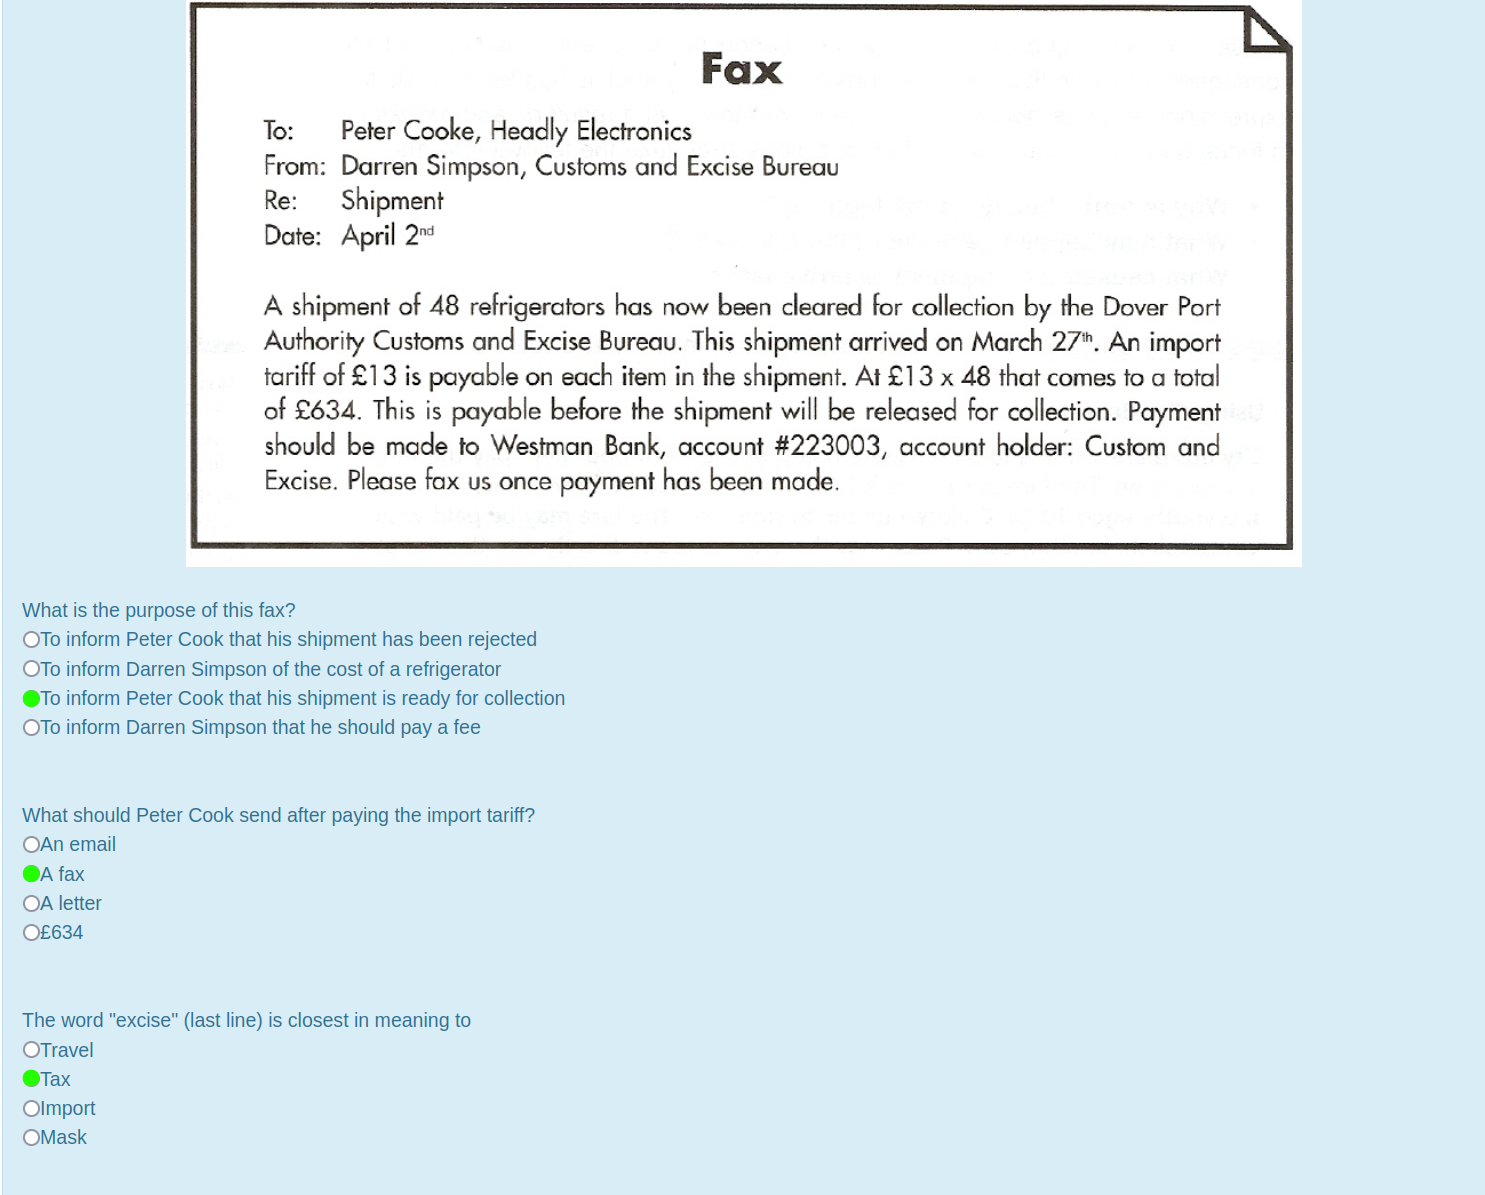 Fax
To: Peter Cooke, Headly Electronics
From: Darren Simpson, Customs and Excise Bureau
Re: Shipment
Date: April 2nd
A shipment of 48 refrigerators has now been cleared for collection by the Dover Port
Authority Customs and Excise Bureau. This shipment arrived on March 27th. An import
tariff of £13 is payable on each item in the shipment. At £13 x 48 that comes to a total
of £634. This is payable before the shipment will be released for collection. Payment
should be made to Westman Bank, account #223003, account holder: Custom and
Excise. Please fax us once payment has been made.
What is the purpose of this fax?
To inform Peter Cook that his shipment has been rejected
To inform Darren Simpson of the cost of a refrigerator
To inform Peter Cook that his shipment is ready for collection
To inform Darren Simpson that he should pay a fee
What should Peter Cook send after paying the import tariff?
An email
A fax
A letter
£634
The word "excise" (last line) is closest in meaning to
Travel
Tax
Import
Mask